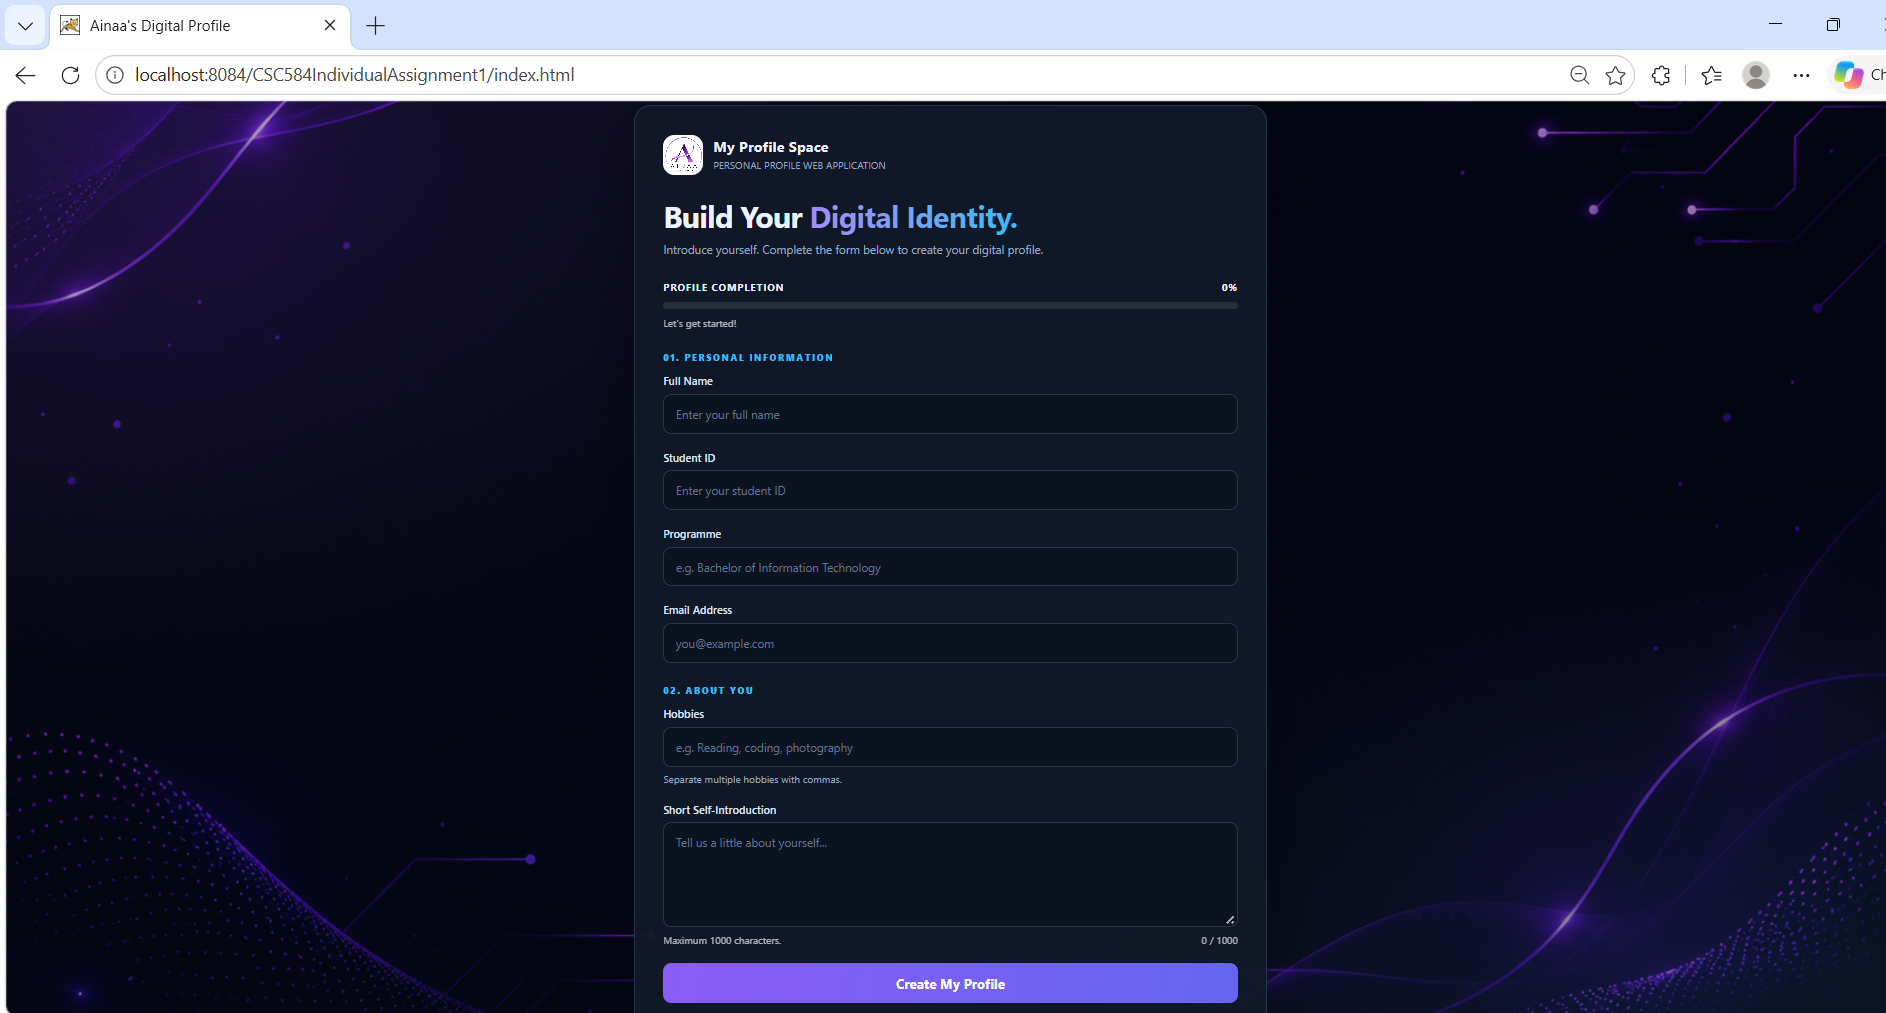 Ainaa's Digital Profile
localhost:8084/CSC584IndividualAssignment1/index.html
My Profile Space
PERSONAL PROFILE WEB APPLICATION
Build Your Digital Identity.
Introduce yourself. Complete the form below to create your digital profile.
PROFILE COMPLETION 0%
Let's get started!
01. PERSONAL INFORMATION
Full Name
Enter your full name
Student ID
Enter your student ID
Programme
e.g. Bachelor of Information Technology
Email Address
you@example.com
02. ABOUT YOU
Hobbies
e.g. Reading, coding, photography
Separate multiple hobbies with commas.
Short Self-Introduction
Tell us a little about yourself...
Maximum 1000 characters. 0 / 1000
Create My Profile